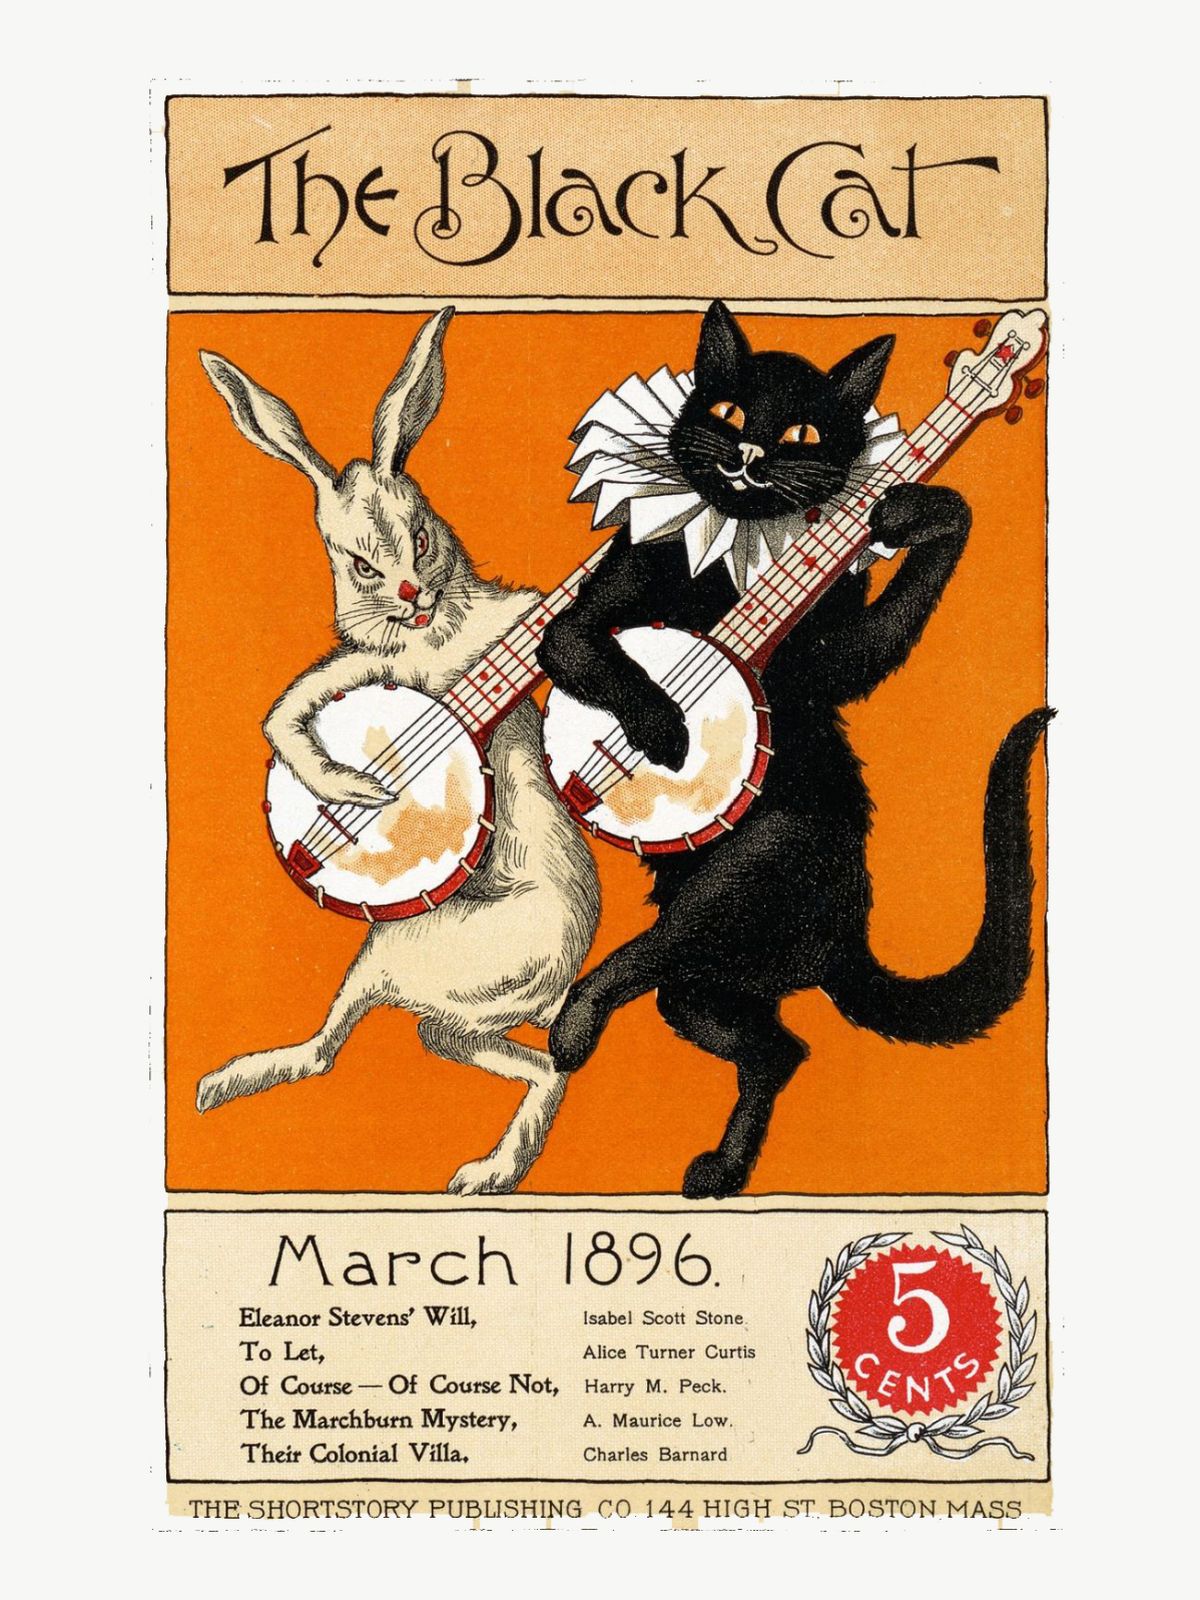 The Black Cat
March 1896.
Eleanor Stevens' Will, Isabel Scott Stone.
To Let, Alice Turner Curtis
Of Course — Of Course Not, Harry M. Peck.
The Marchburn Mystery, A. Maurice Low.
Their Colonial Villa, Charles Barnard
5
CENTS
THE SHORTSTORY PUBLISHING CO 144 HIGH ST. BOSTON MASS